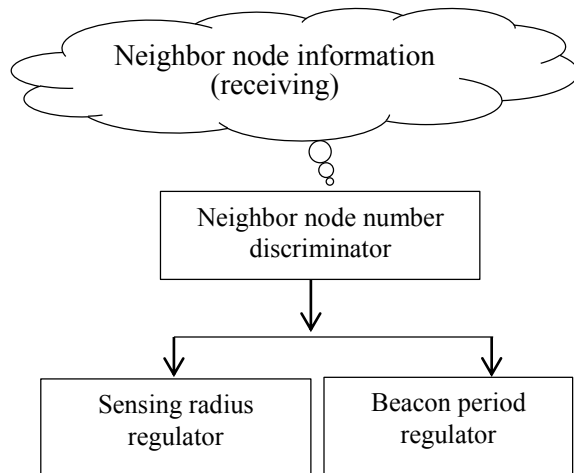 Neighbor node information
(receiving)
Neighbor node number
discriminator
Sensing radius
regulator
Beacon period
regulator